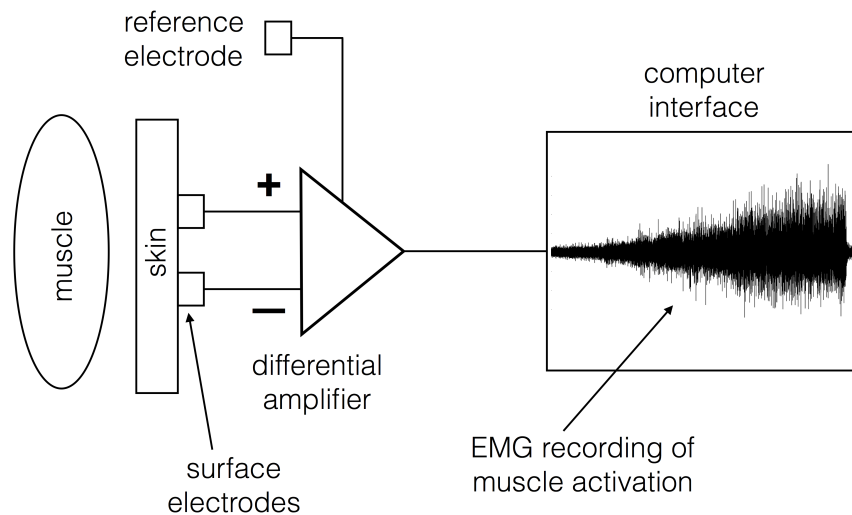 reference
electrode
computer
interface
+
muscle
skin
–
differential
amplifier
surface
electrodes
EMG recording of
muscle activation